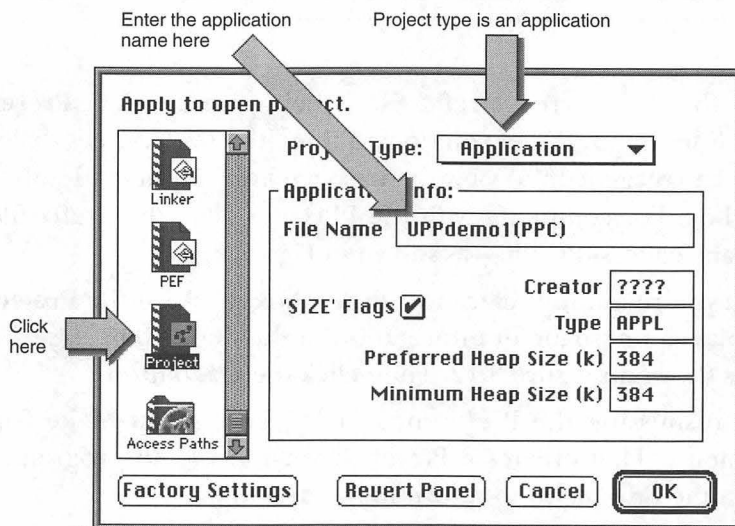 Enter the application
name here
Project type is an application
Apply to open project.
Project Type: Application
Linker
PEF
Project
Access Paths
Click
here
Application Info:
File Name UPPdemo1(PPC)
Creator ????
'SIZE' Flags
Type APPL
Preferred Heap Size (k) 384
Minimum Heap Size (k) 384
Factory Settings
Revert Panel
Cancel
OK